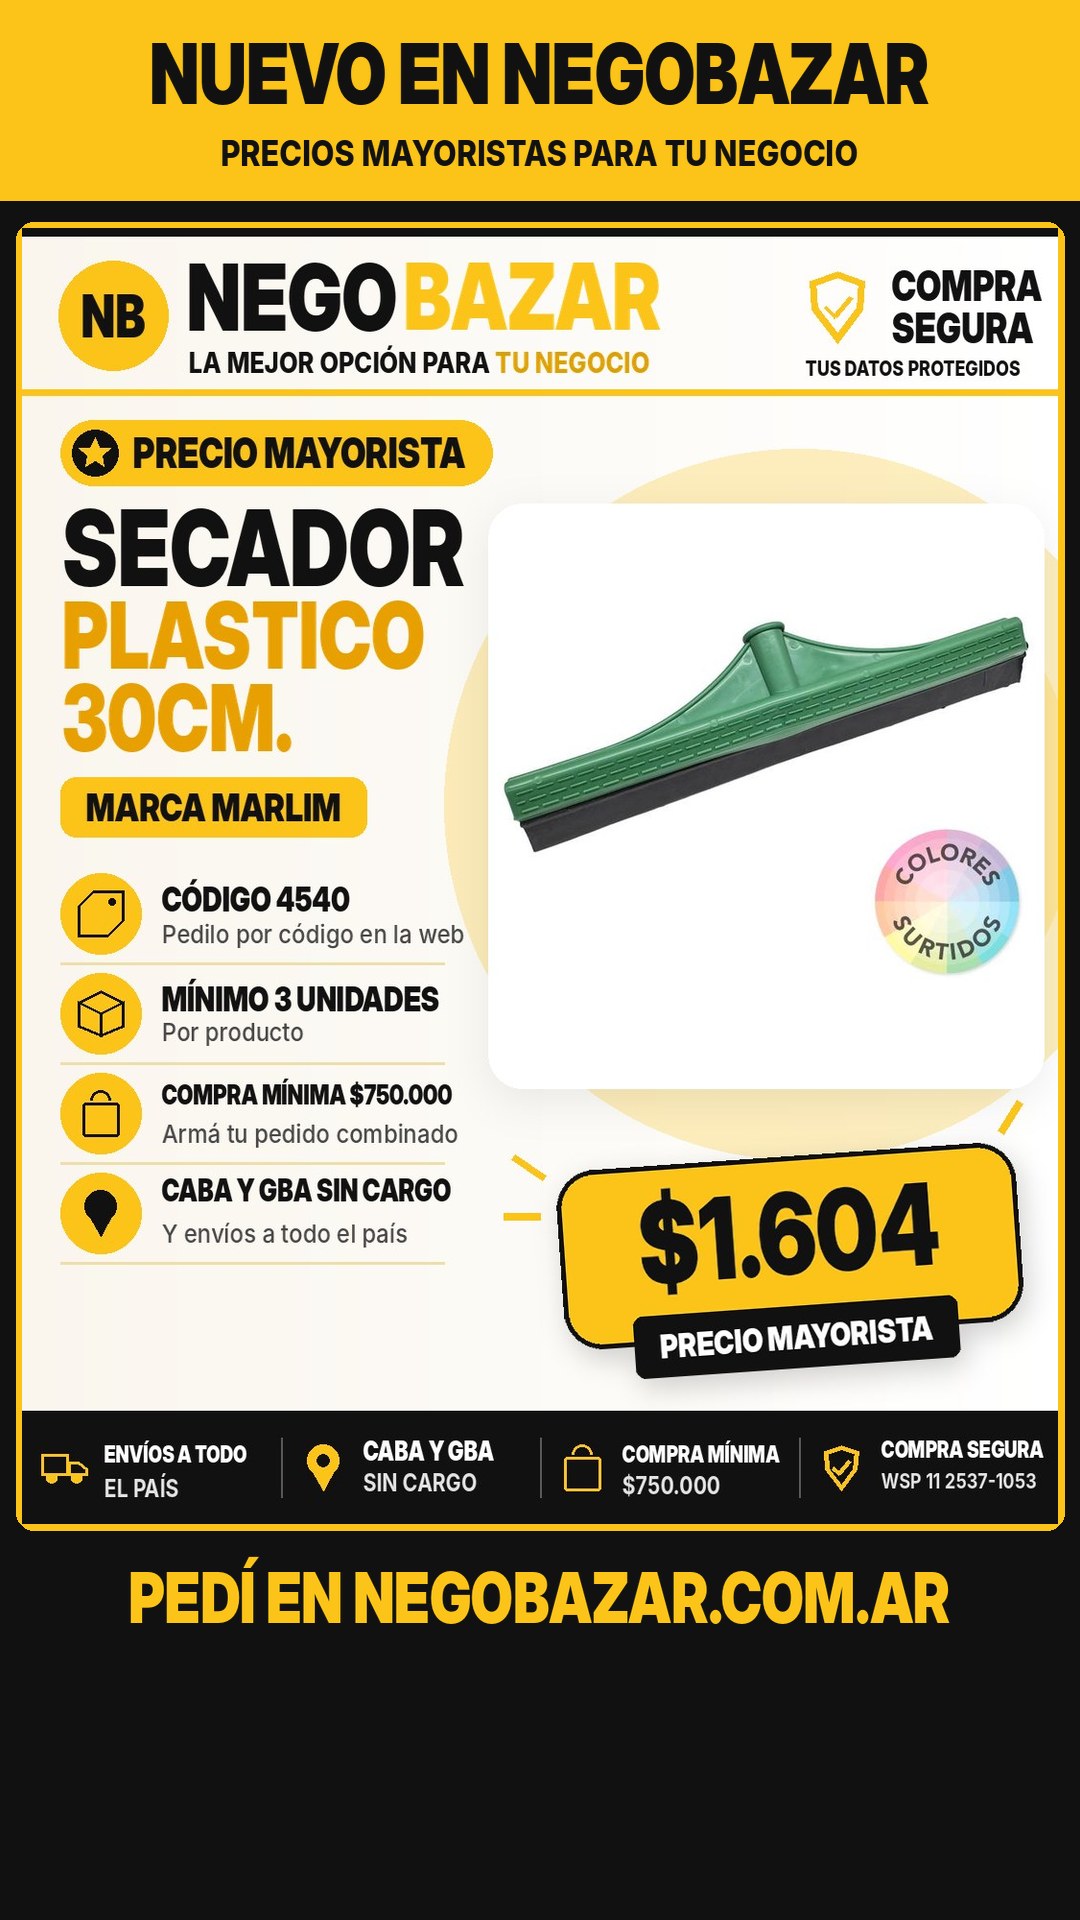 NUEVO EN NEGOBAZAR
PRECIOS MAYORISTAS PARA TU NEGOCIO
NB
NEGOBAZAR
LA MEJOR OPCIÓN PARA TU NEGOCIO
COMPRA
SEGURA
TUS DATOS PROTEGIDOS
PRECIO MAYORISTA
SECADOR
PLASTICO
30CM.
MARCA MARLIM
CÓDIGO 4540
Pedilo por código en la web
MÍNIMO 3 UNIDADES
Por producto
COMPRA MÍNIMA $750.000
Armá tu pedido combinado
CABA Y GBA SIN CARGO
Y envíos a todo el país
COLORES
SURTIDOS
$1.604
PRECIO MAYORISTA
ENVÍOS A TODO
EL PAÍS
CABA Y GBA
SIN CARGO
COMPRA MÍNIMA
$750.000
COMPRA SEGURA
WSP 11 2537-1053
PEDÍ EN NEGOBAZAR.COM.AR